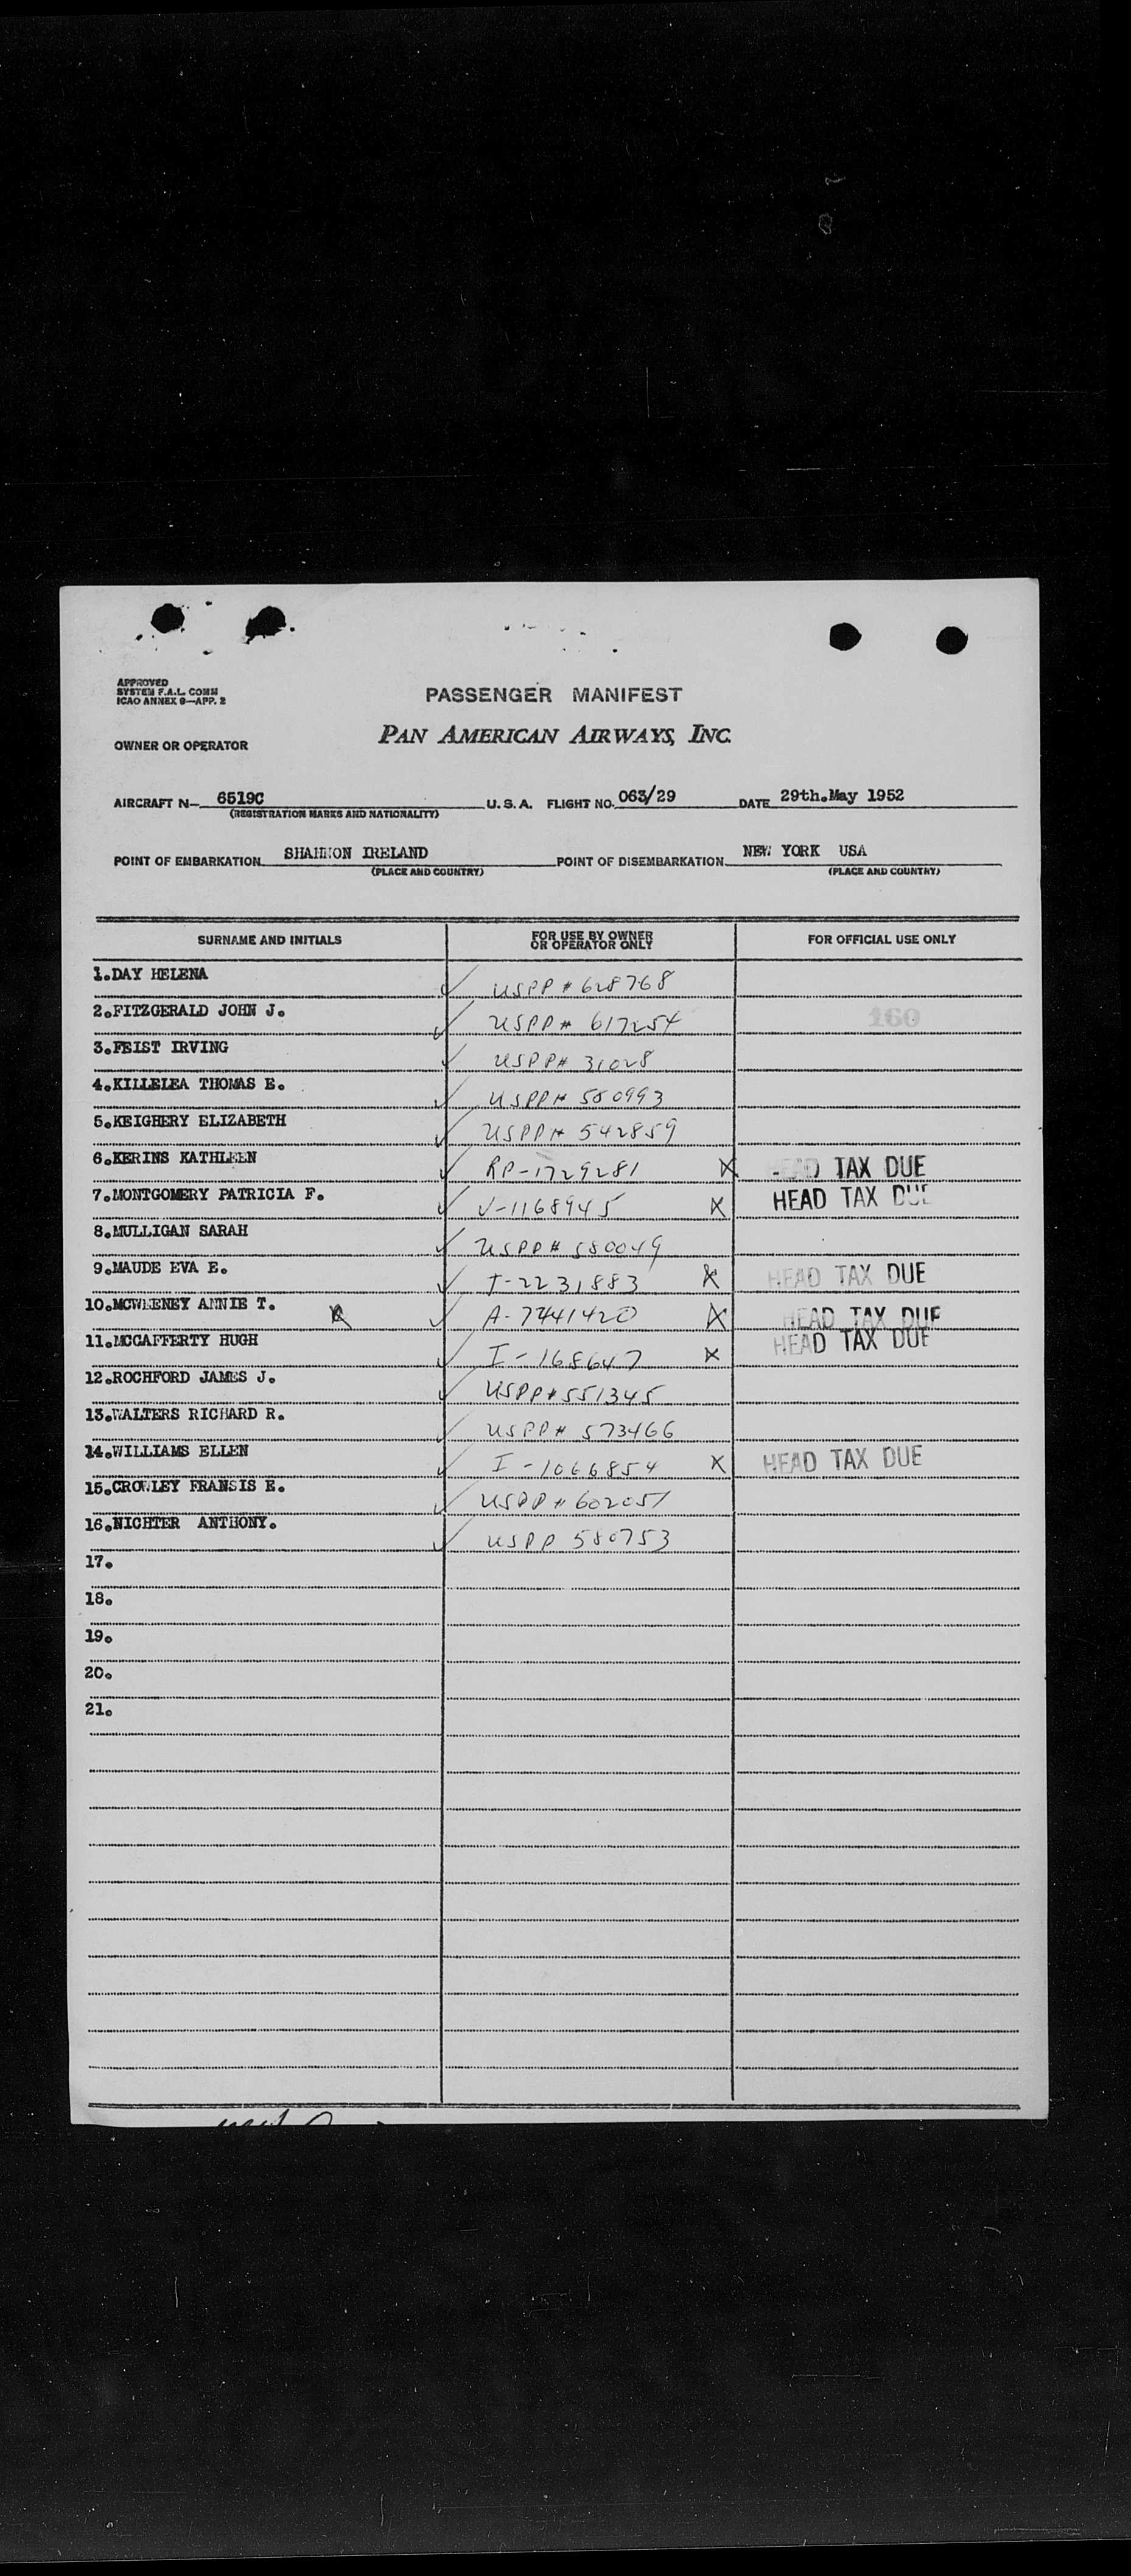 APPROVED
SYSTEM F.A.L. COMM
ICAO ANNEX 9—APP. 2
PASSENGER MANIFEST
OWNER OR OPERATOR
PAN AMERICAN AIRWAYS, INC.
AIRCRAFT N— 6519C U. S. A. FLIGHT NO. 063/29 DATE 29th.May 1952
(REGISTRATION MARKS AND NATIONALITY)
POINT OF EMBARKATION SHANNON IRELAND POINT OF DISEMBARKATION NEW YORK USA
(PLACE AND COUNTRY) (PLACE AND COUNTRY)
SURNAME AND INITIALS FOR USE BY OWNER OR OPERATOR ONLY FOR OFFICIAL USE ONLY
1.DAY HELENA USPP # 628768
2.FITZGERALD JOHN J. USPP# 617254 160
3.FEIST IRVING USPP# 31028
4.KILLELEA THOMAS E. USPP# 580993
5.KEIGHERY ELIZABETH USPP# 542859
6.KERINS KATHLEEN RP-1729281 X HEAD TAX DUE
7.MONTGOMERY PATRICIA F. V-1168945 X HEAD TAX DUE
8.MULLIGAN SARAH USPP# 580049
9.MAUDE EVA E. I-2231883 X HEAD TAX DUE
10.MCWEENEY ANNIE T. A-7441420 X HEAD TAX DUE
11.MCGAFFERTY HUGH I-168647 X HEAD TAX DUE
12.ROCHFORD JAMES J. USPP#551345
13.WALTERS RICHARD R. USPP# 573466
14.WILLIAMS ELLEN I-1066854 X HEAD TAX DUE
15.CROWLEY FRANSIS E. USPP # 602051
16.NICHTER ANTHONY. USPP 580753
17.
18.
19.
20.
21.